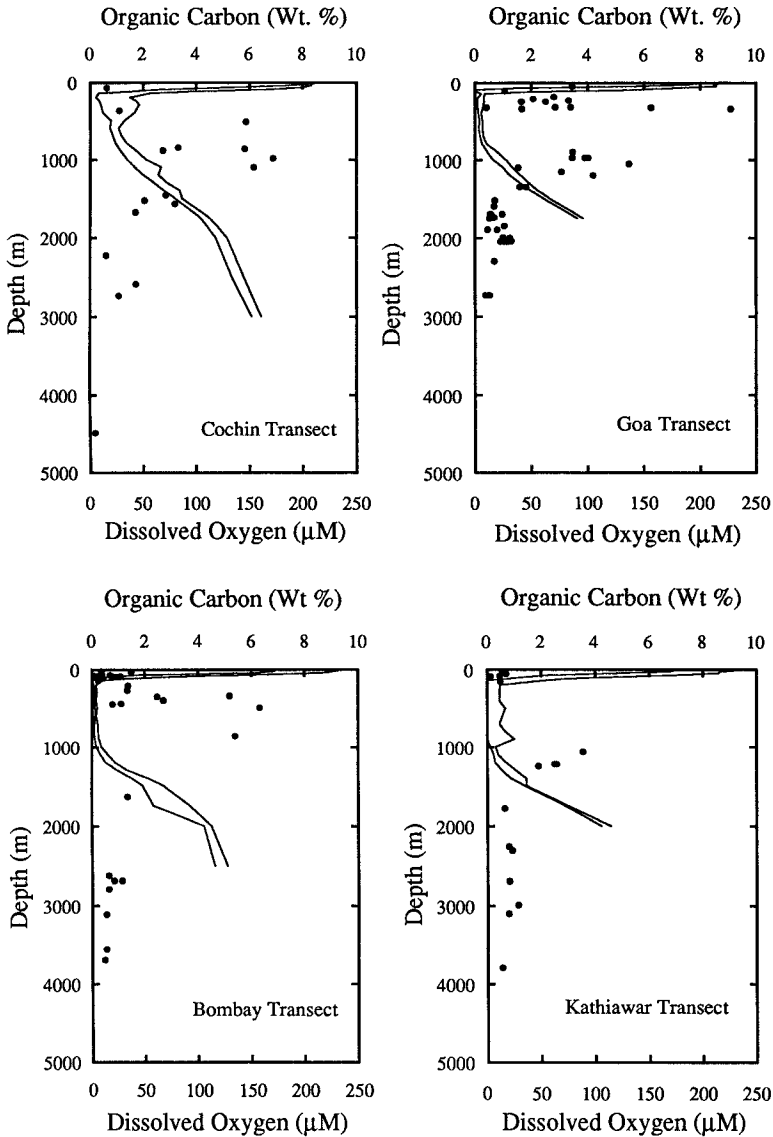 Organic Carbon (Wt. %)
0 2 4 6 8 10
0
1000
2000
3000
4000
5000
Depth (m)
Cochin Transect
0 50 100 150 200 250
Dissolved Oxygen (μM)
Organic Carbon (Wt. %)
0 2 4 6 8 10
0
1000
2000
3000
4000
5000
Depth (m)
Goa Transect
0 50 100 150 200 250
Dissolved Oxygen (μM)
Organic Carbon (Wt %)
0 2 4 6 8 10
0
1000
2000
3000
4000
5000
Depth (m)
Bombay Transect
0 50 100 150 200 250
Dissolved Oxygen (μM)
Organic Carbon (Wt %)
0 2 4 6 8 10
0
1000
2000
3000
4000
5000
Depth (m)
Kathiawar Transect
0 50 100 150 200 250
Dissolved Oxygen (μM)